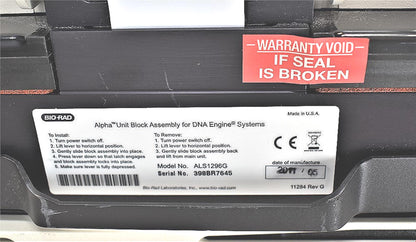 WARRANTY VOID
IF SEAL
IS BROKEN
BIO-RAD
Alpha™ Unit Block Assembly for DNA Engine® Systems
Made in U.S.A.
To Install:
1. Turn power switch off.
2. Lift lever to horizontal position.
3. Gently slide block assembly into place.
4. Press lever down so that latch engages
and block assembly locks into place.
5. Make sure lever is fully depressed.
To Remove:
1. Turn power switch off.
2. Lift lever to horizontal position.
3. Gently slide block assembly back
and lift from main unit.
Model No. ALS1296G
Serial No. 398BR7645
CE
date of manufacture
2011 / 05
Bio-Rad Laboratories, Inc., www.bio-rad.com
11284 Rev G